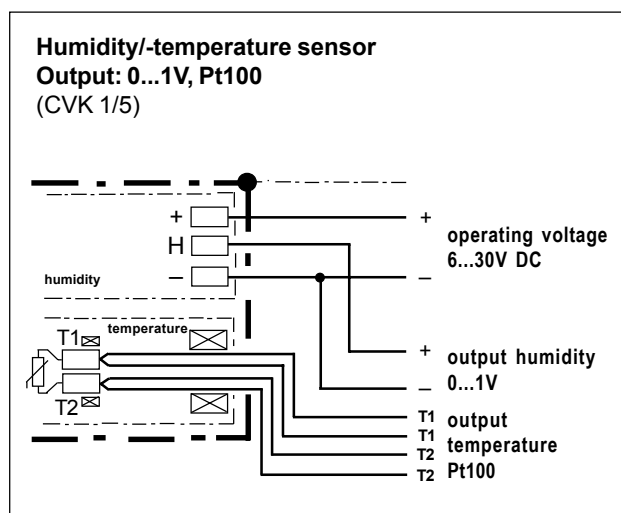 Humidity/-temperature sensor
Output: 0...1V, Pt100
(CVK 1/5)
+
+
H
–
–
operating voltage
6...30V DC
humidity
temperature
T1
T2
+
–
output humidity
0...1V
T1
T1
T2
T2
output
temperature
Pt100